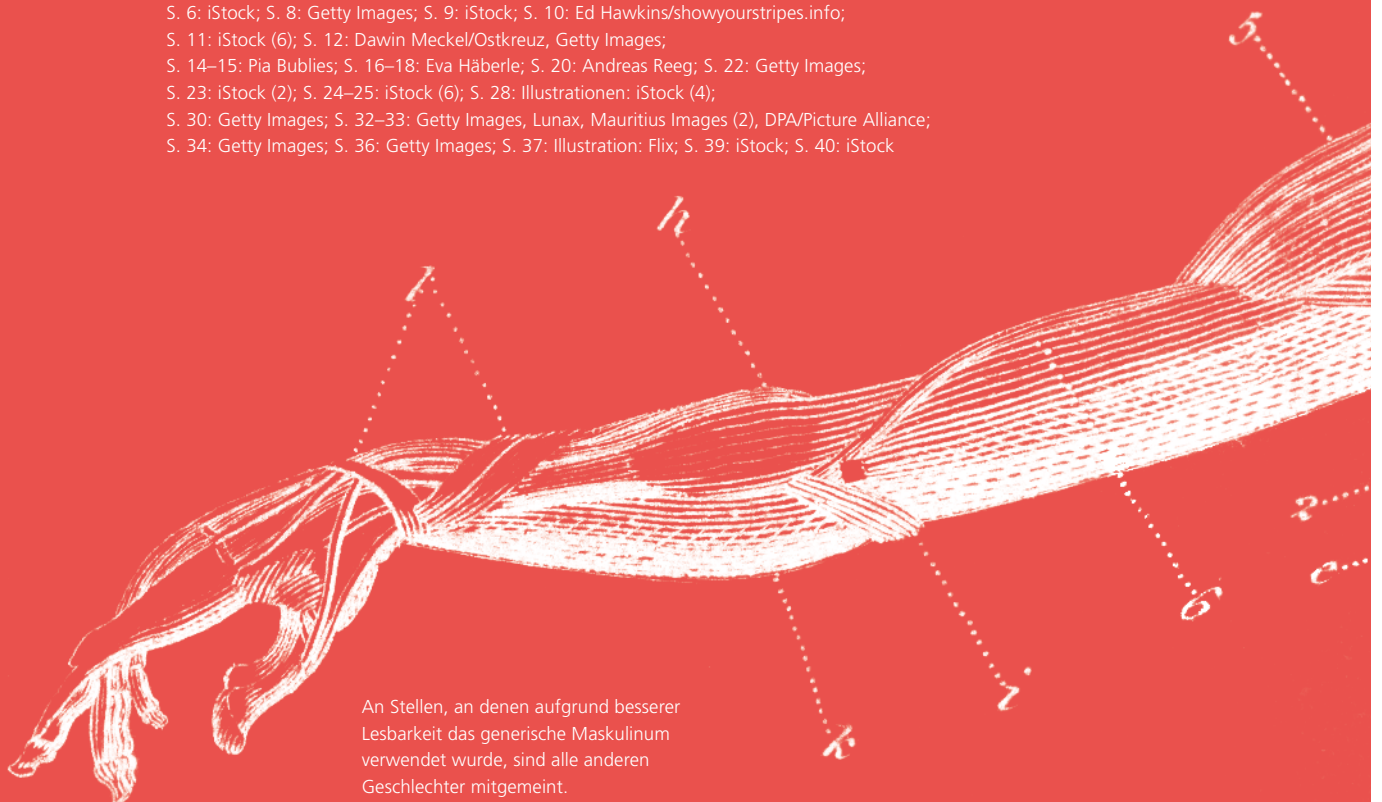 S. 6: iStock; S. 8: Getty Images; S. 9: iStock; S. 10: Ed Hawkins/showyourstripes.info;
S. 11: iStock (6); S. 12: Dawin Meckel/Ostkreuz, Getty Images;
S. 14–15: Pia Bublies; S. 16–18: Eva Häberle; S. 20: Andreas Reeg; S. 22: Getty Images;
S. 23: iStock (2); S. 24–25: iStock (6); S. 28: Illustrationen: iStock (4);
S. 30: Getty Images; S. 32–33: Getty Images, Lunax, Mauritius Images (2), DPA/Picture Alliance;
S. 34: Getty Images; S. 36: Getty Images; S. 37: Illustration: Flix; S. 39: iStock; S. 40: iStock
5
h
l
6
e
i
k
An Stellen, an denen aufgrund besserer
Lesbarkeit das generische Maskulinum
verwendet wurde, sind alle anderen
Geschlechter mitgemeint.